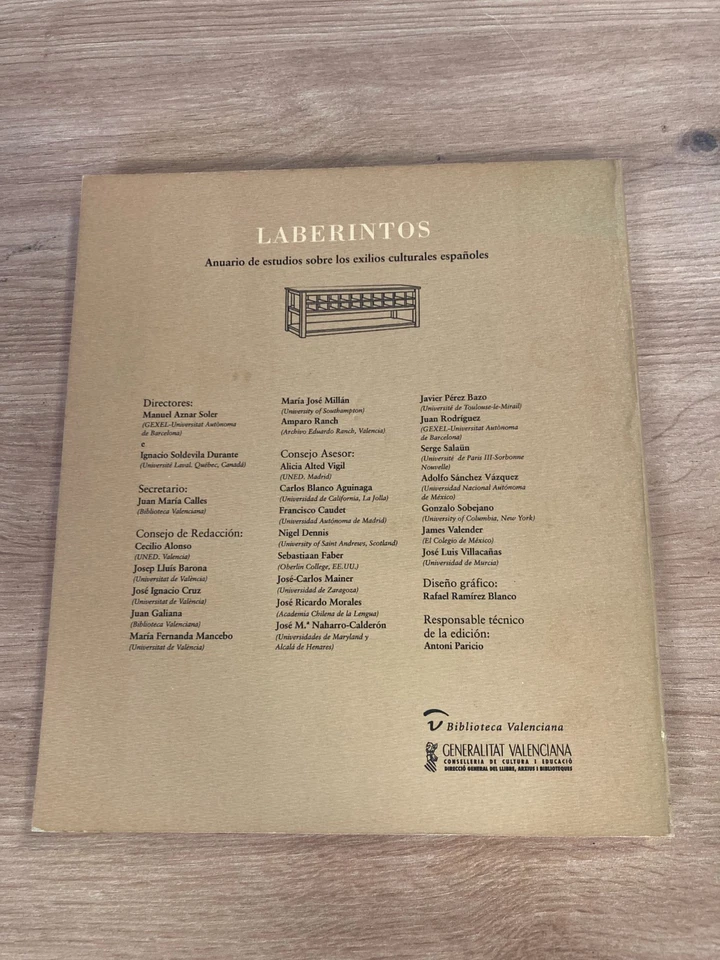 LABERINTOS
Anuario de estudios sobre los exilios culturales españoles
Directores:
Manuel Aznar Soler
(GEXEL-Universitat Autònoma
de Barcelona)
e
Ignacio Soldevila Durante
(Université Laval. Québec, Canadá)
Secretario:
Juan María Calles
(Biblioteca Valenciana)
Consejo de Redacción:
Cecilio Alonso
(UNED. Valencia)
Josep Lluís Barona
(Universitat de València)
José Ignacio Cruz
(Universitat de València)
Juan Galiana
(Biblioteca Valenciana)
María Fernanda Mancebo
(Universitat de València)
María José Millán
(University of Southampton)
Amparo Ranch
(Archivo Eduardo Ranch, Valencia)
Consejo Asesor:
Alicia Alted Vigil
(UNED. Madrid)
Carlos Blanco Aguinaga
(Universidad de California, La Jolla)
Francisco Caudet
(Universidad Autónoma de Madrid)
Nigel Dennis
(University of Saint Andrews, Scotland)
Sebastiaan Faber
(Oberlin College, EE.UU.)
José-Carlos Mainer
(Universidad de Zaragoza)
José Ricardo Morales
(Academia Chilena de la Lengua)
José M.ª Naharro-Calderón
(Universidades de Maryland y
Alcalá de Henares)
Javier Pérez Bazo
(Université de Toulouse-le-Mirail)
Juan Rodríguez
(GEXEL-Universitat Autònoma
de Barcelona)
Serge Salaün
(Université de Paris III-Sorbonne
Nouvelle)
Adolfo Sánchez Vázquez
(Universidad Nacional Autónoma
de México)
Gonzalo Sobejano
(University of Columbia, New York)
James Valender
(El Colegio de México)
José Luis Villacañas
(Universidad de Murcia)
Diseño gráfico:
Rafael Ramírez Blanco
Responsable técnico
de la edición:
Antoni Paricio
Biblioteca Valenciana
GENERALITAT VALENCIANA
CONSELLERIA DE CULTURA I EDUCACIÓ
DIRECCIÓ GENERAL DEL LLIBRE, ARXIUS I BIBLIOTEQUES